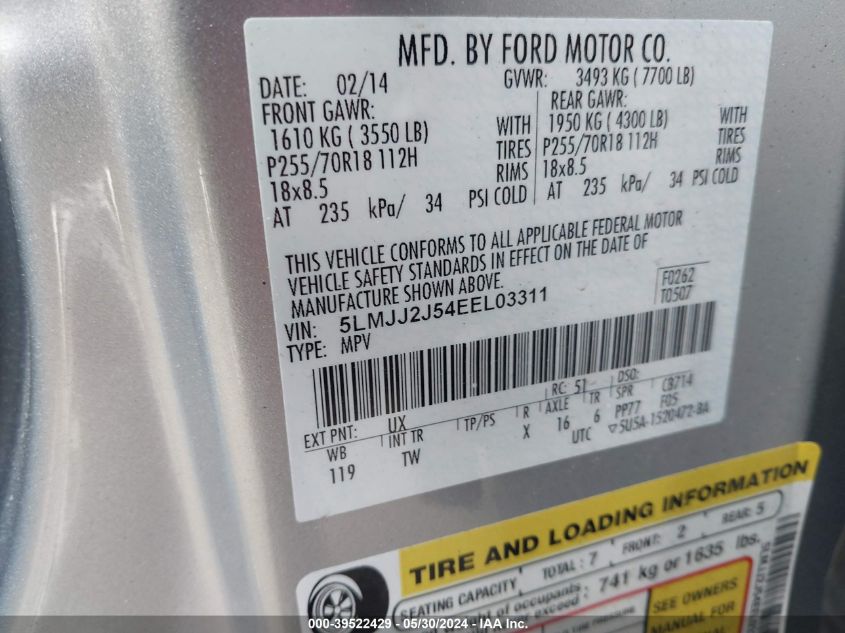 MFD. BY FORD MOTOR CO.
DATE: 02/14 GVWR: 3493 KG ( 7700 LB)
FRONT GAWR: REAR GAWR:
1610 KG ( 3550 LB) WITH 1950 KG ( 4300 LB) WITH
P255/70R18 112H TIRES P255/70R18 112H TIRES
18x8.5 RIMS 18x8.5 RIMS
AT 235 kPa/ 34 PSI COLD AT 235 kPa/ 34 PSI COLD
THIS VEHICLE CONFORMS TO ALL APPLICABLE FEDERAL MOTOR
VEHICLE SAFETY STANDARDS IN EFFECT ON THE DATE OF
MANUFACTURE SHOWN ABOVE.
F0262
VIN: 5LMJJ2J54EEL03311 T0507
TYPE: MPV
RC: 51 DSO:
EXT PNT: UX CB714
WB INT TR TP/PS R AXLE TR SPR F05
119 TW X 16 6 PP77
UTC ▽5U5A-1520472-BA
TIRE AND LOADING INFORMATION
SEATING CAPACITY TOTAL: 7 FRONT: 2 REAR: 5
of occupants
exceed: 741 kg or 1635 lbs.
SEE OWNERS
MANUAL FOR
000-39522429 - 05/30/2024 - IAA Inc.